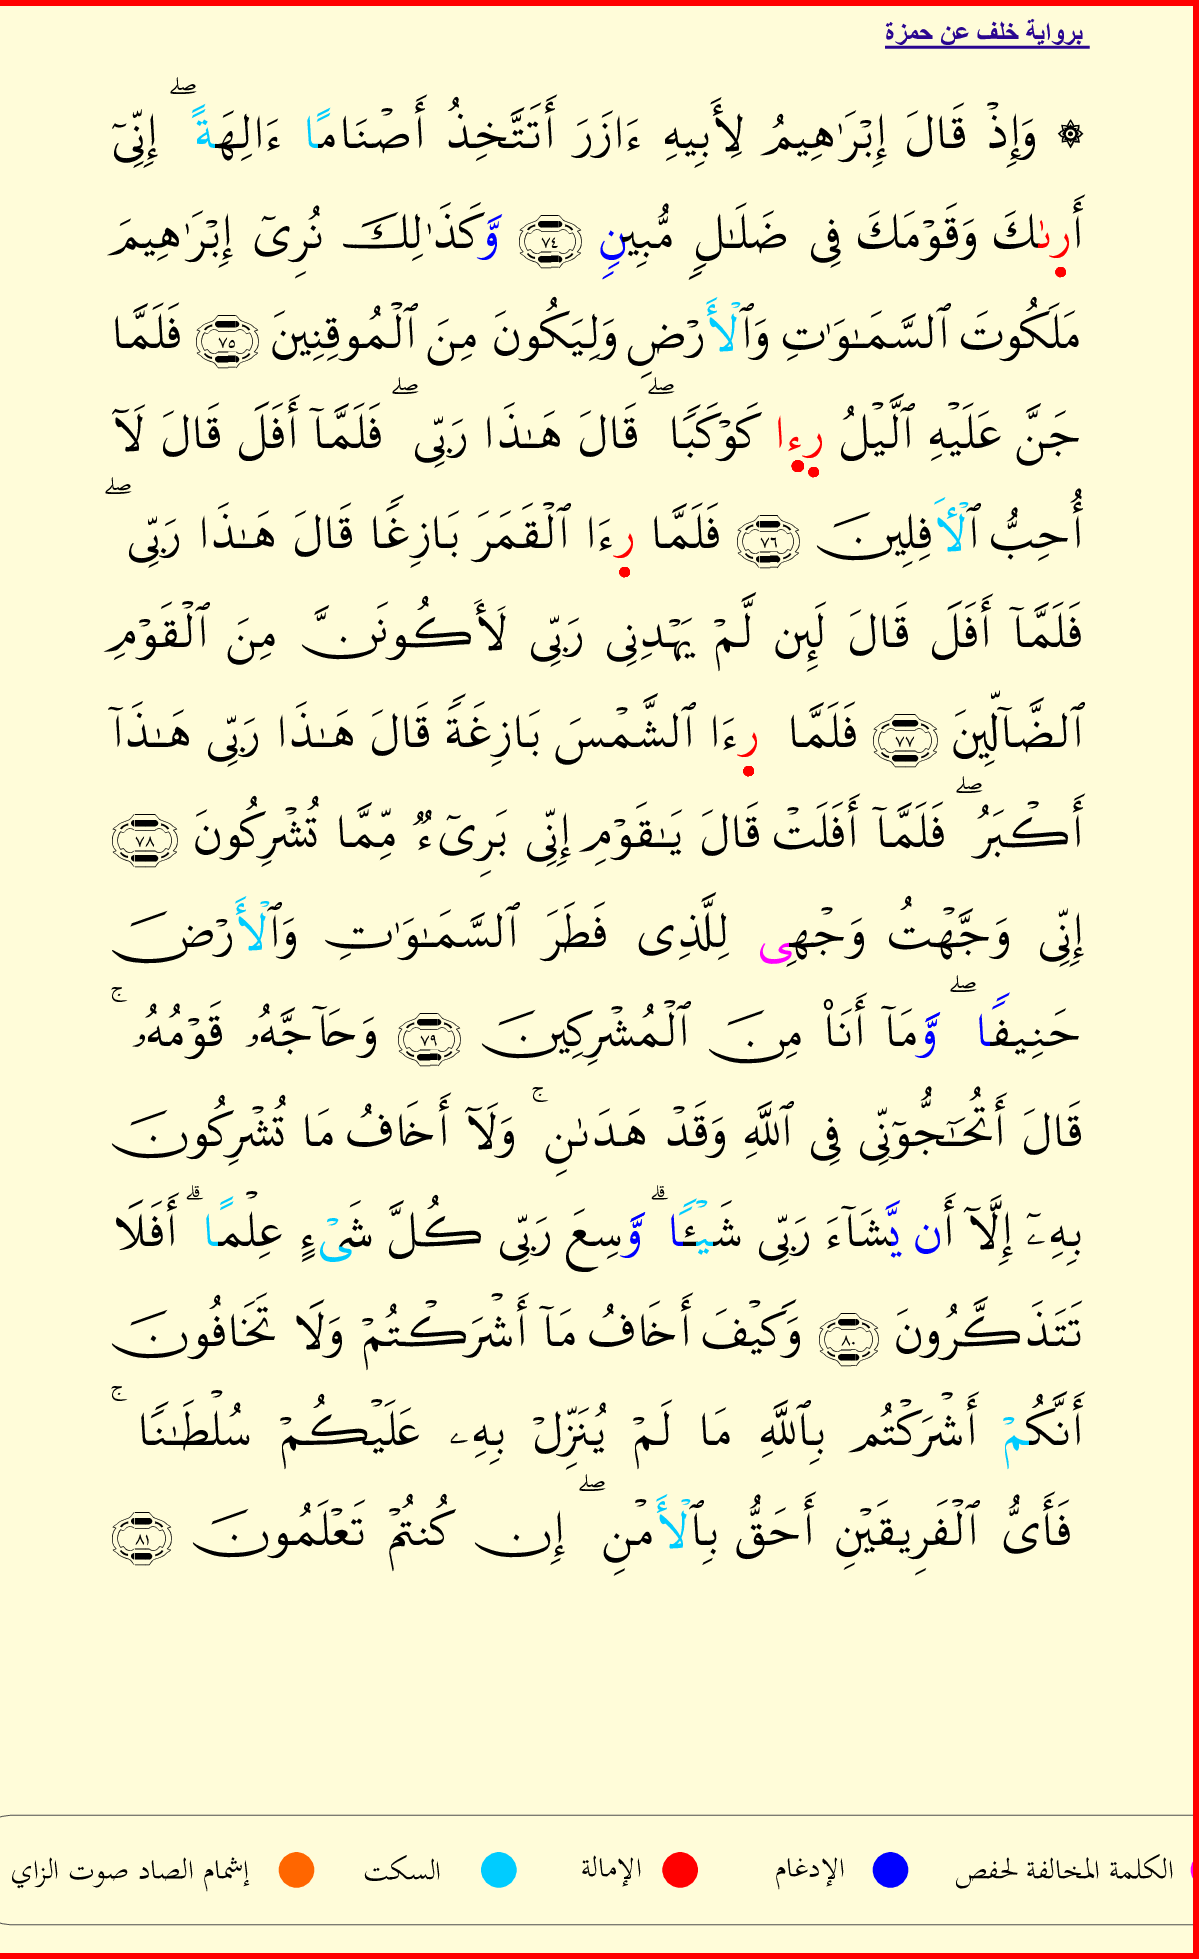 برواية خلف عن حمزة
۞ وَإِذۡ قَالَ إِبۡرَٰهِيمُ لِأَبِيهِ ءَازَرَ أَتَتَّخِذُ أَصۡنَامًا ءَالِهَةًۖ إِنِّيٓ
أَرىٰكَ وَقَوۡمَكَ فِي ضَلَٰلٖ مُّبِينٖ ٧٤ وَّكَذَٰلِكَ نُرِيٓ إِبۡرَٰهِيمَ
مَلَكُوتَ ٱلسَّمَٰوَٰتِ وَٱلۡأَرۡضِ وَلِيَكُونَ مِنَ ٱلۡمُوقِنِينَ ٧٥ فَلَمَّا
جَنَّ عَلَيۡهِ ٱلَّيۡلُ رِءا كَوۡكَبٗاۖ قَالَ هَٰذَا رَبِّيۖ فَلَمَّآ أَفَلَ قَالَ لَآ
أُحِبُّ ٱلۡأٓفِلِينَ ٧٦ فَلَمَّا رِءَا ٱلۡقَمَرَ بَازِغٗا قَالَ هَٰذَا رَبِّيۖ
فَلَمَّآ أَفَلَ قَالَ لَئِن لَّمۡ يَهۡدِنِي رَبِّي لَأَكُونَنَّ مِنَ ٱلۡقَوۡمِ
ٱلضَّآلِّينَ ٧٧ فَلَمَّا رِءَا ٱلشَّمۡسَ بَازِغَةٗ قَالَ هَٰذَا رَبِّي هَٰذَآ
أَكۡبَرُۖ فَلَمَّآ أَفَلَتۡ قَالَ يَٰقَوۡمِ إِنِّي بَرِيٓءٞ مِّمَّا تُشۡرِكُونَ ٧٨
إِنِّي وَجَّهۡتُ وَجۡهِي لِلَّذِي فَطَرَ ٱلسَّمَٰوَٰتِ وَٱلۡأَرۡضَ
حَنِيفٗاۖ وَّمَآ أَنَا۠ مِنَ ٱلۡمُشۡرِكِينَ ٧٩ وَحَآجَّهُۥ قَوۡمُهُۥۚ
قَالَ أَتُحَٰٓجُّوٓنِّي فِي ٱللَّهِ وَقَدۡ هَدَىٰنِۚ وَلَآ أَخَافُ مَا تُشۡرِكُونَ
بِهِۦٓ إِلَّآ أَن يَّشَآءَ رَبِّي شَيۡـٔٗاۗ وَّسِعَ رَبِّي كُلَّ شَيۡءٍ عِلۡمًاۗ أَفَلَا
تَتَذَكَّرُونَ ٨٠ وَكَيۡفَ أَخَافُ مَآ أَشۡرَكۡتُمۡ وَلَا تَخَافُونَ
أَنَّكُمۡ أَشۡرَكۡتُم بِٱللَّهِ مَا لَمۡ يُنَزِّلۡ بِهِۦ عَلَيۡكُمۡ سُلۡطَٰنٗاۚ
فَأَيُّ ٱلۡفَرِيقَيۡنِ أَحَقُّ بِٱلۡأَمۡنِۖ إِن كُنتُمۡ تَعۡلَمُونَ ٨١
الكلمة المخالفة لحفص الإدغام الإمالة السكت إشمام الصاد صوت الزاي